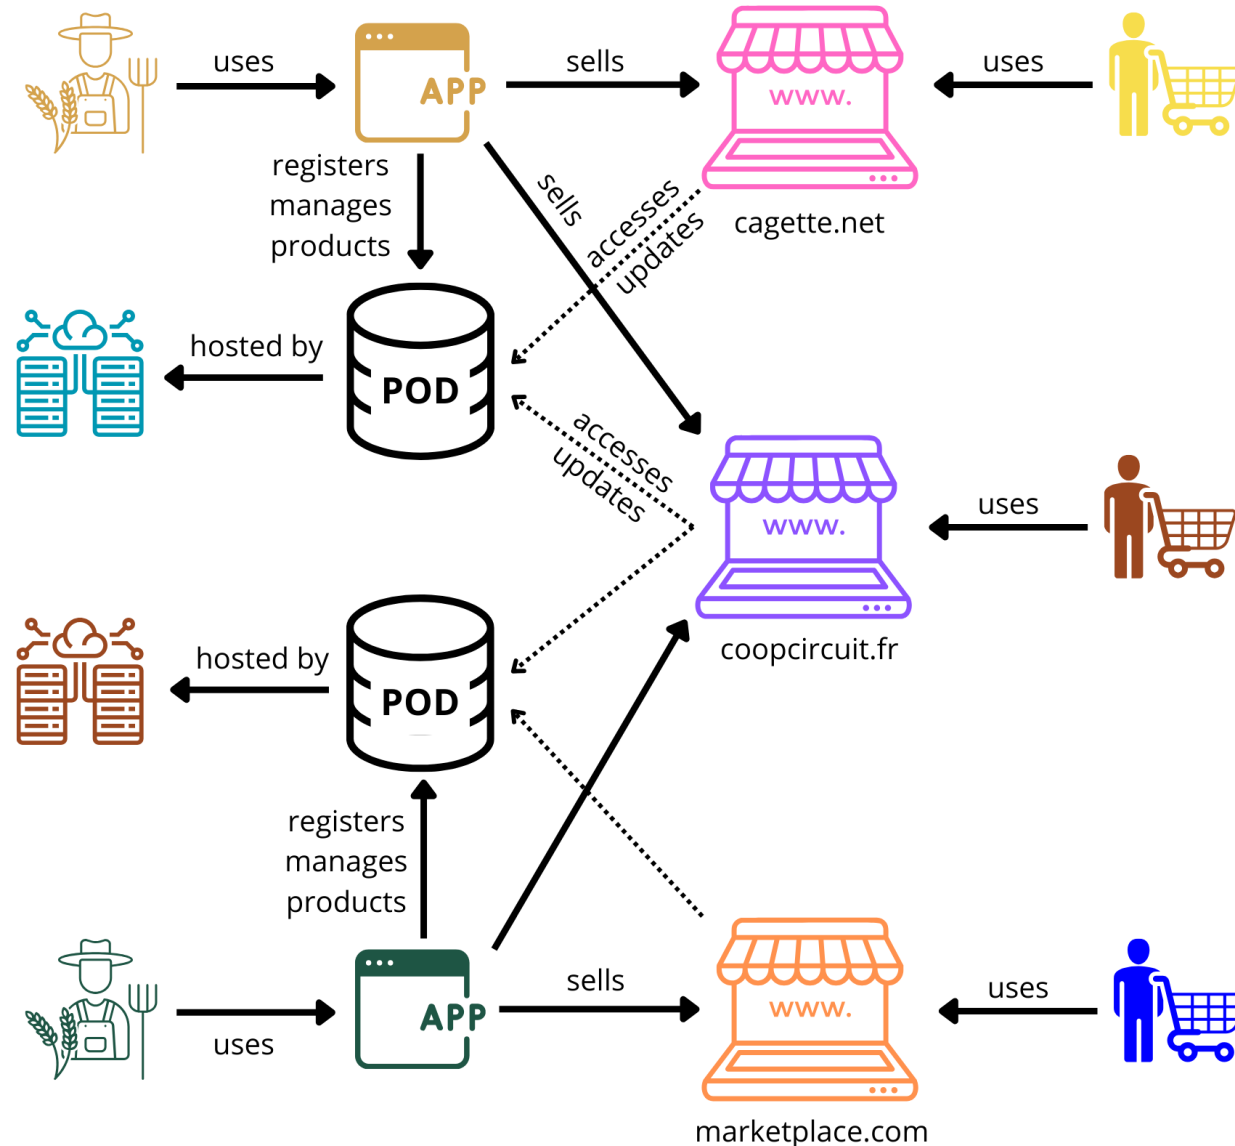 uses
APP
sells
www.
uses
registers
manages
products
sells
accesses
updates
cagette.net
hosted by
POD
accesses
updates
www.
uses
coopcircuit.fr
hosted by
POD
registers
manages
products
uses
APP
sells
www.
uses
marketplace.com